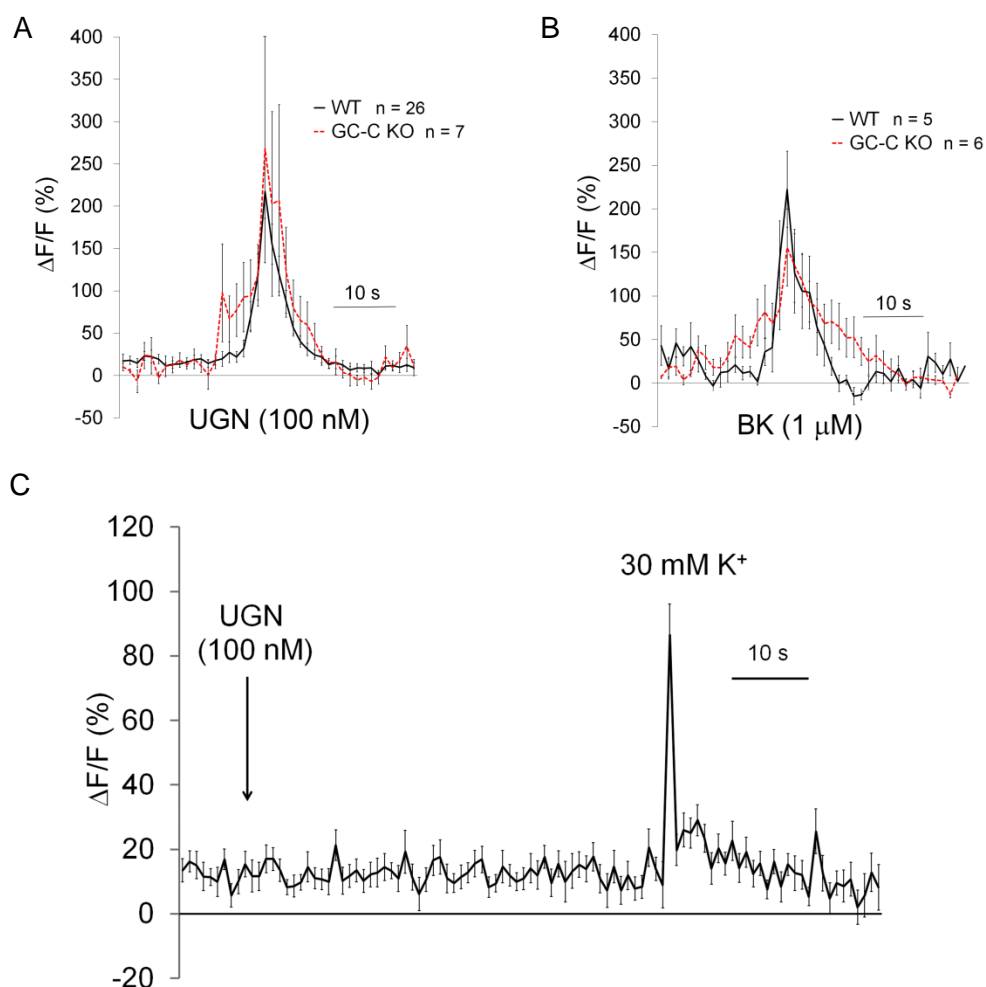 A
400
350
300
250
200
150
100
50
0
-50
ΔF/F (%)
WT n = 26
GC-C KO n = 7
10 s
UGN (100 nM)
B
400
350
300
250
200
150
100
50
0
-50
ΔF/F (%)
WT n = 5
GC-C KO n = 6
10 s
BK (1 μM)
C
120
100
80
60
40
20
0
-20
ΔF/F (%)
UGN
(100 nM)
30 mM K⁺
10 s